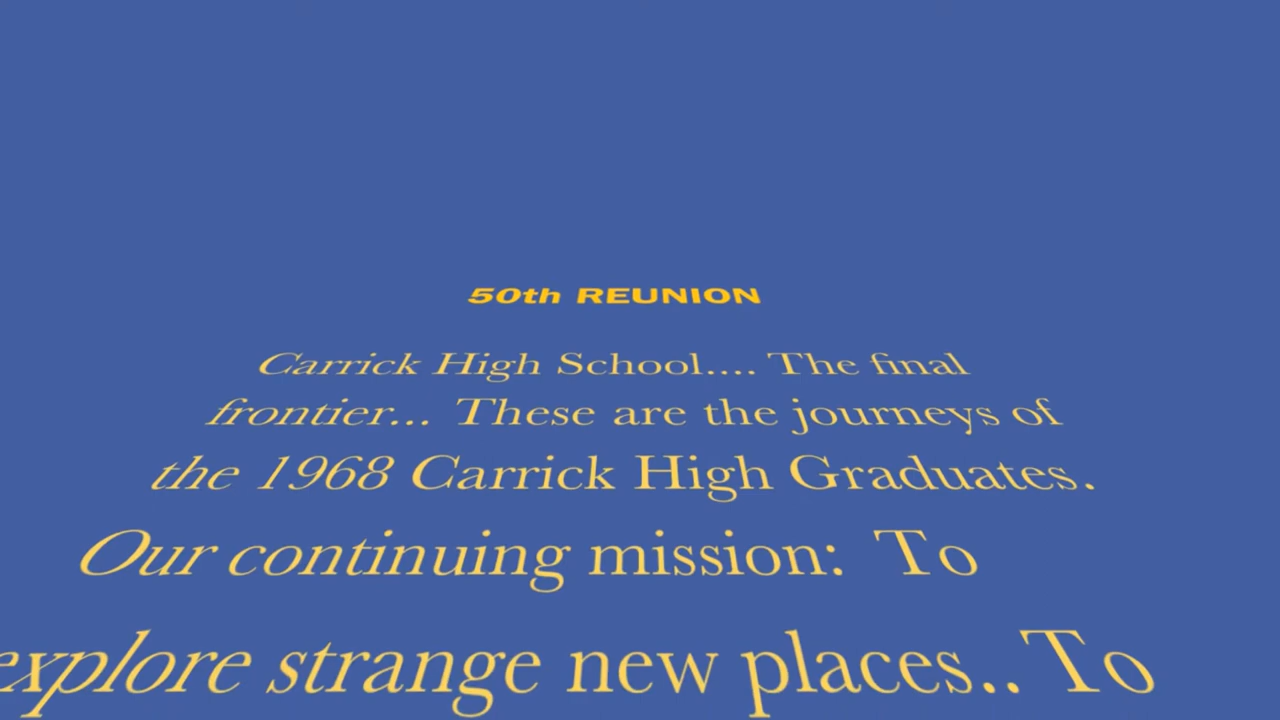 50th REUNION
Carrick High School.... The final
frontier... These are the journeys of
the 1968 Carrick High Graduates.
Our continuing mission: To
explore strange new places.. To